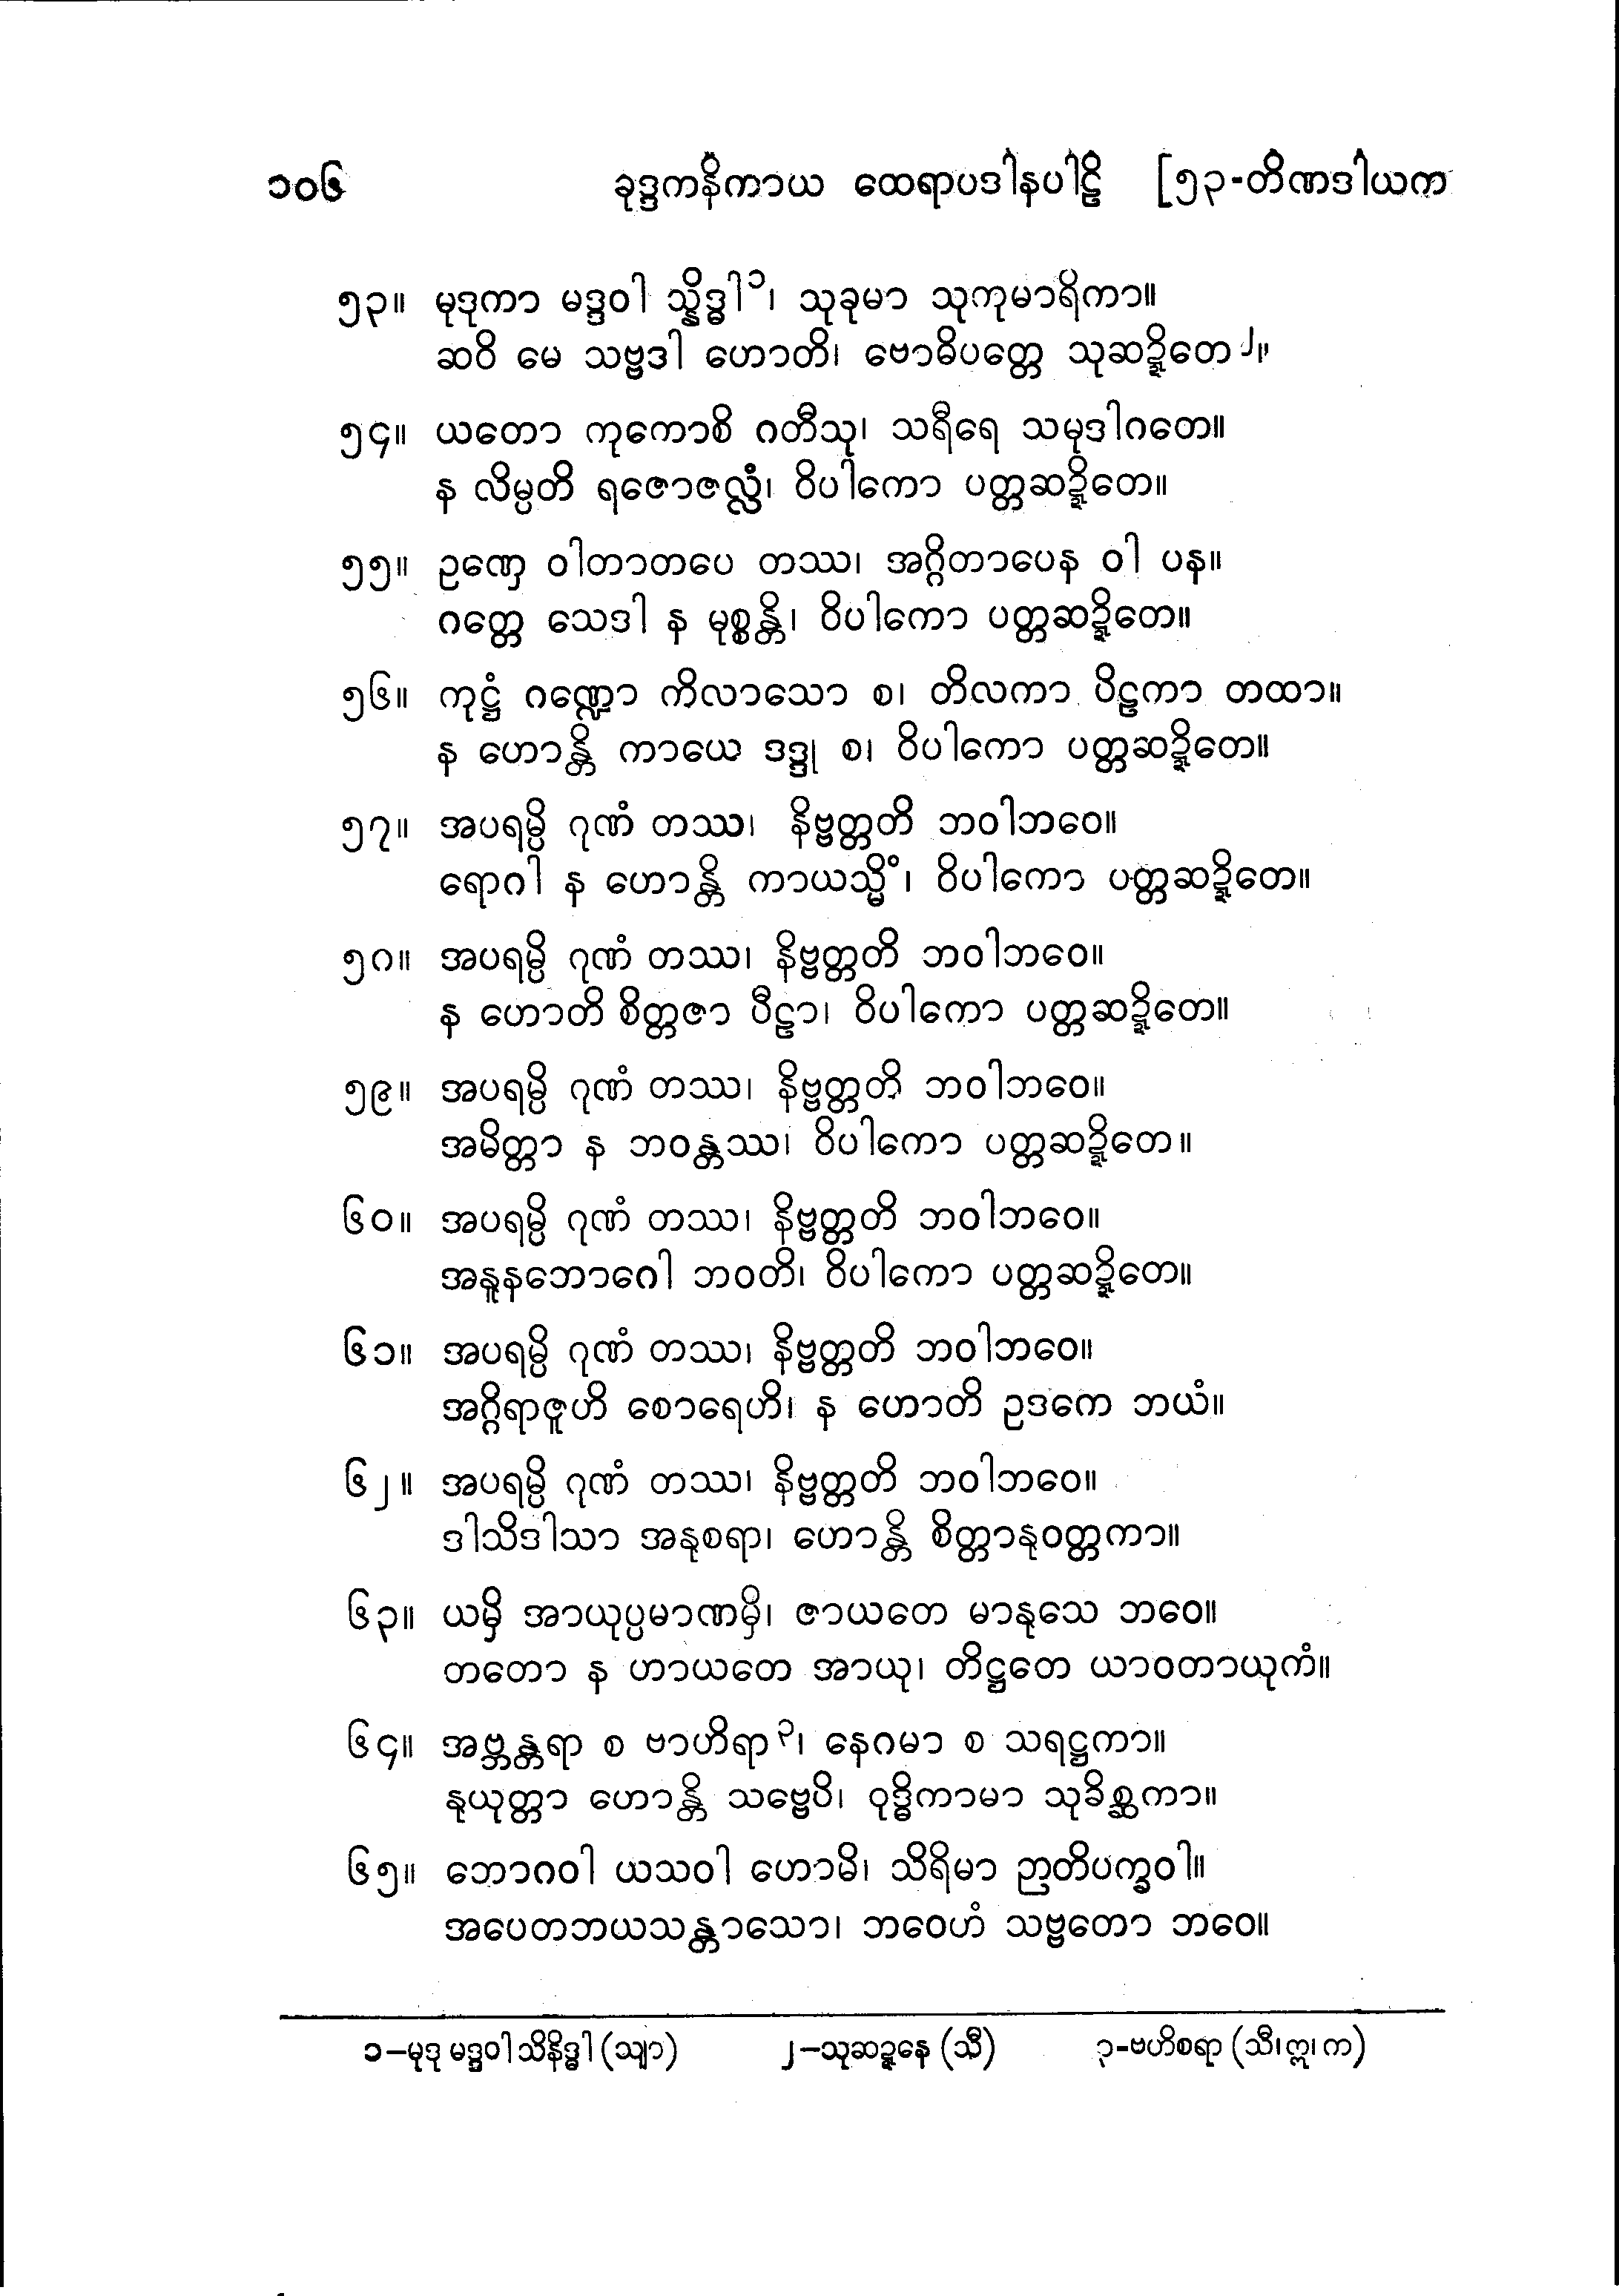 ၁၀၆ ခုဒ္ဒကနိကာယ ထေရာပဒါနပါဠိ [၅၃-တိဏဒါယက
၅၃။ မုဒုကာ မဒ္ဒဝါ သ္နိဒ္ဓါ၁၊ သုခုမာ သုကုမာရိကာ။
ဆဝိ မေ သဗ္ဗဒါ ဟောတိ၊ ဗောဓိပတ္တေ သုဆဍ္ဍိတေ၂။
၅၄။ ယတော ကုကောစိ ဂတီသု၊ သရီရေ သမုဒါဂတေ။
န လိမ္ပတိ ရဇောဇလ္လံ၊ ဝိပါကော ပတ္တဆဍ္ဍိတေ။
၅၅။ ဥဏှေ ဝါတာတပေ တဿ၊ အဂ္ဂိတာပေန ဝါ ပန။
ဂတ္တေ သေဒါ န မုစ္စန္တိ၊ ဝိပါကော ပတ္တဆဍ္ဍိတေ။
၅၆။ ကုဋ္ဌံ ဂဏ္ဍော ကိလာသော စ၊ တိလကာ ပိဠကာ တထာ။
န ဟောန္တိ ကာယေ ဒဒ္ဒု စ၊ ဝိပါကော ပတ္တဆဍ္ဍိတေ။
၅၇။ အပရမ္ပိ ဂုဏံ တဿ၊ နိဗ္ဗတ္တတိ ဘဝါဘဝေ။
ရောဂါ န ဟောန္တိ ကာယသ္မိံ၊ ဝိပါကော ပတ္တဆဍ္ဍိတေ။
၅၈။ အပရမ္ပိ ဂုဏံ တဿ၊ နိဗ္ဗတ္တတိ ဘဝါဘဝေ။
န ဟောတိ စိတ္တဇာ ပီဠာ၊ ဝိပါကော ပတ္တဆဍ္ဍိတေ။
၅၉။ အပရမ္ပိ ဂုဏံ တဿ၊ နိဗ္ဗတ္တတိ ဘဝါဘဝေ။
အမိတ္တာ န ဘဝန္တဿ၊ ဝိပါကော ပတ္တဆဍ္ဍိတေ။
၆၀။ အပရမ္ပိ ဂုဏံ တဿ၊ နိဗ္ဗတ္တတိ ဘဝါဘဝေ။
အနူနဘောဂေါ ဘဝတိ၊ ဝိပါကော ပတ္တဆဍ္ဍိတေ။
၆၁။ အပရမ္ပိ ဂုဏံ တဿ၊ နိဗ္ဗတ္တတိ ဘဝါဘဝေ။
အဂ္ဂိရာဇူဟိ စောရေဟိ၊ န ဟောတိ ဥဒကေ ဘယံ။
၆၂။ အပရမ္ပိ ဂုဏံ တဿ၊ နိဗ္ဗတ္တတိ ဘဝါဘဝေ။
ဒါသိဒါသာ အနုစရာ၊ ဟောန္တိ စိတ္တာနုဝတ္တကာ။
၆၃။ ယမှိ အာယုပ္ပမာဏမှိ၊ ဇာယတေ မာနုသေ ဘဝေ။
တတော န ဟာယတေ အာယု၊ တိဋ္ဌတေ ယာဝတာယုကံ။
၆၄။ အဗ္ဘန္တရာ စ ဗာဟိရာ၃၊ နေဂမာ စ သရဋ္ဌကာ။
နုယုတ္တာ ဟောန္တိ သဗ္ဗေပိ၊ ဝုဒ္ဓိကာမာ သုခိစ္ဆကာ။
၆၅။ ဘောဂဝါ ယသဝါ ဟောမိ၊ သိရိမာ ဉာတိပက္ခဝါ။
အပေတဘယသန္တာသော၊ ဘဝေဟံ သဗ္ဗတော ဘဝေ။
၁–မုဒု မဒ္ဒဝါ သိနိဒ္ဓါ (သျာ) ၂–သုဆဍ္ဍနေ (သီ) ၃-ဗဟိစရာ (သီ၊ ဣ၊ က)